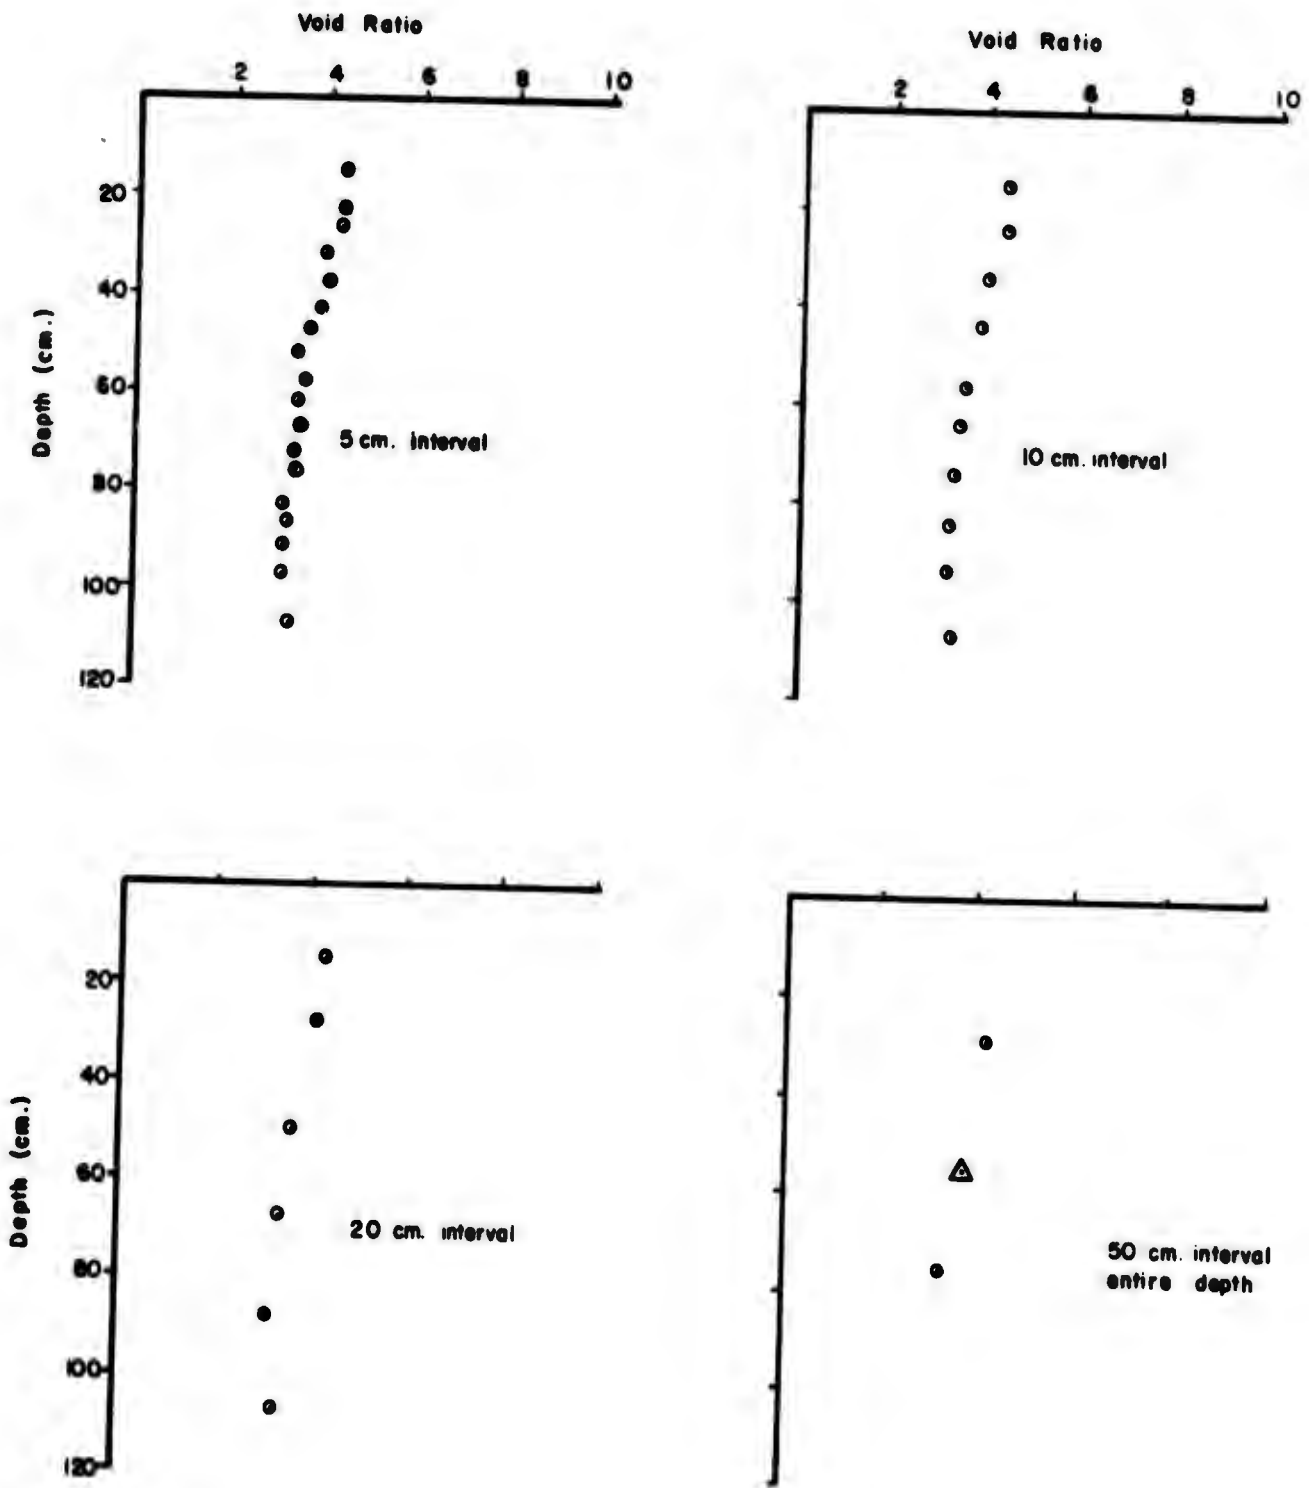 Void Ratio
2 4 6 8 10
20
40
60
80
100
120
Depth (cm.)
5 cm. interval
Void Ratio
2 4 6 8 10
10 cm. interval
20
40
60
80
100
120
Depth (cm.)
20 cm. interval
50 cm. interval
entire depth